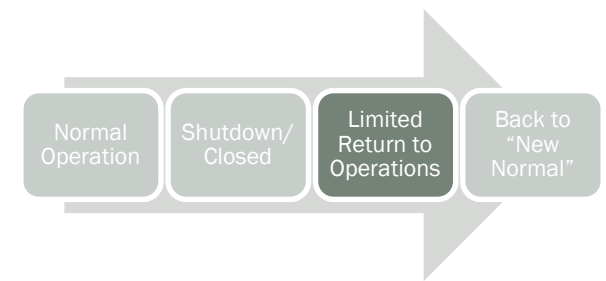 Normal
Operation
Shutdown/
Closed
Limited
Return to
Operations
Back to
“New
Normal”